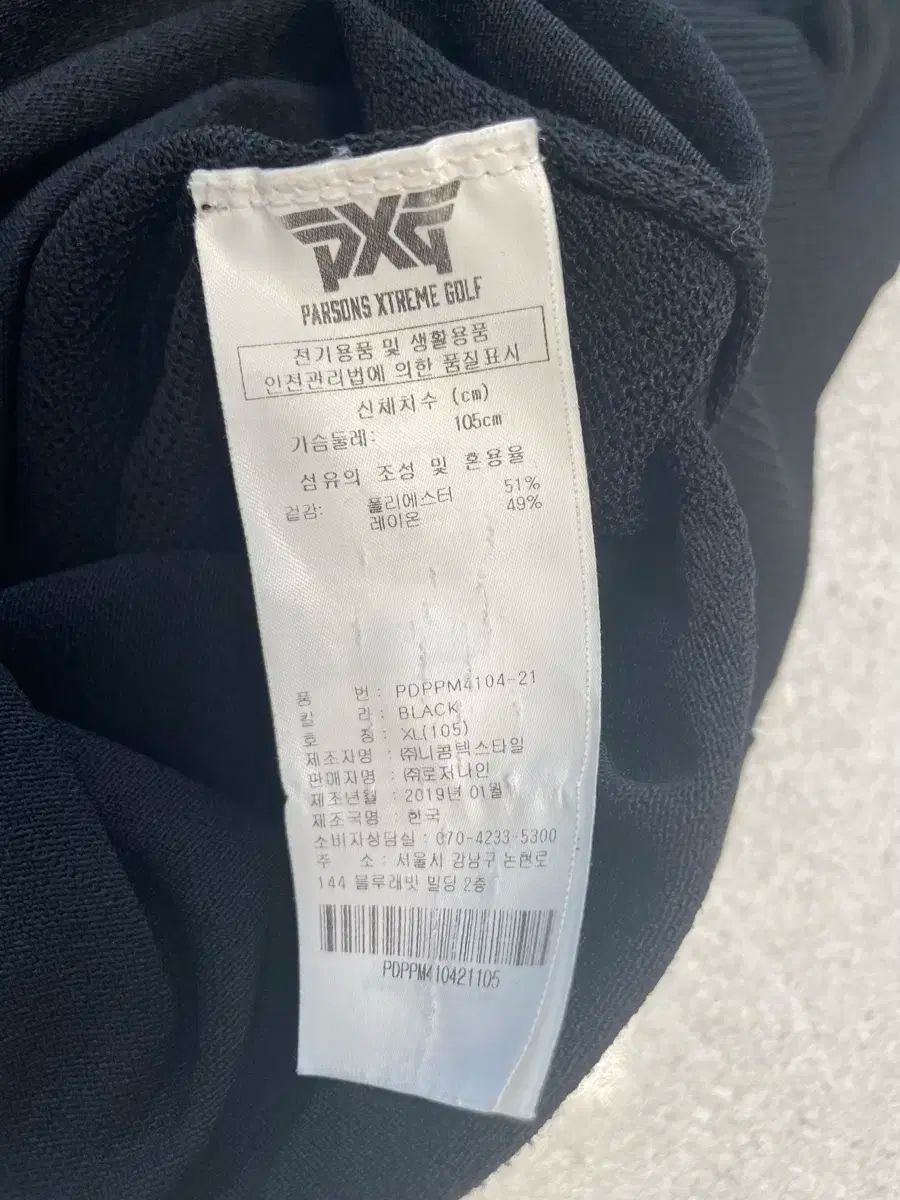 PXG
PARSONS XTREME GOLF
전기용품 및 생활용품
안전관리법에 의한 품질표시
신체치수 (cm)
가슴둘레: 105cm
섬유의 조성 및 혼용율
겉감: 폴리에스터 51%
레이온 49%
품 번 : PDPPM4104-21
칼 라 : BLACK
호 칭 : XL(105)
제조자명 : ㈜니콤텍스타일
판매자명 : ㈜로저나인
제조년월 : 2019년 01월
제조국명 : 한국
소비자상담실 : 070-4233-5300
주 소 : 서울시 강남구 논현로
144 블루래빗 빌딩 2층
PDPPM410421105